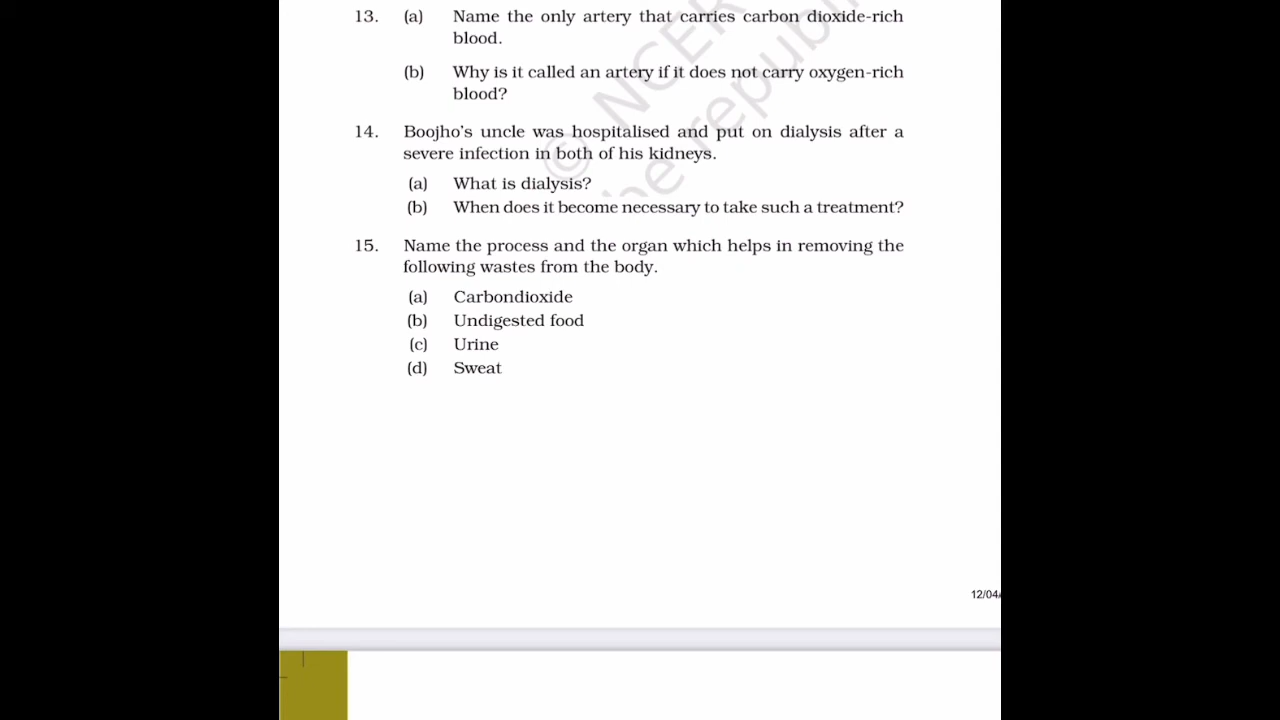 13. (a) Name the only artery that carries carbon dioxide-rich
blood.
(b) Why is it called an artery if it does not carry oxygen-rich
blood?
14. Boojho's uncle was hospitalised and put on dialysis after a
severe infection in both of his kidneys.
(a) What is dialysis?
(b) When does it become necessary to take such a treatment?
15. Name the process and the organ which helps in removing the
following wastes from the body.
(a) Carbondioxide
(b) Undigested food
(c) Urine
(d) Sweat
12/04/